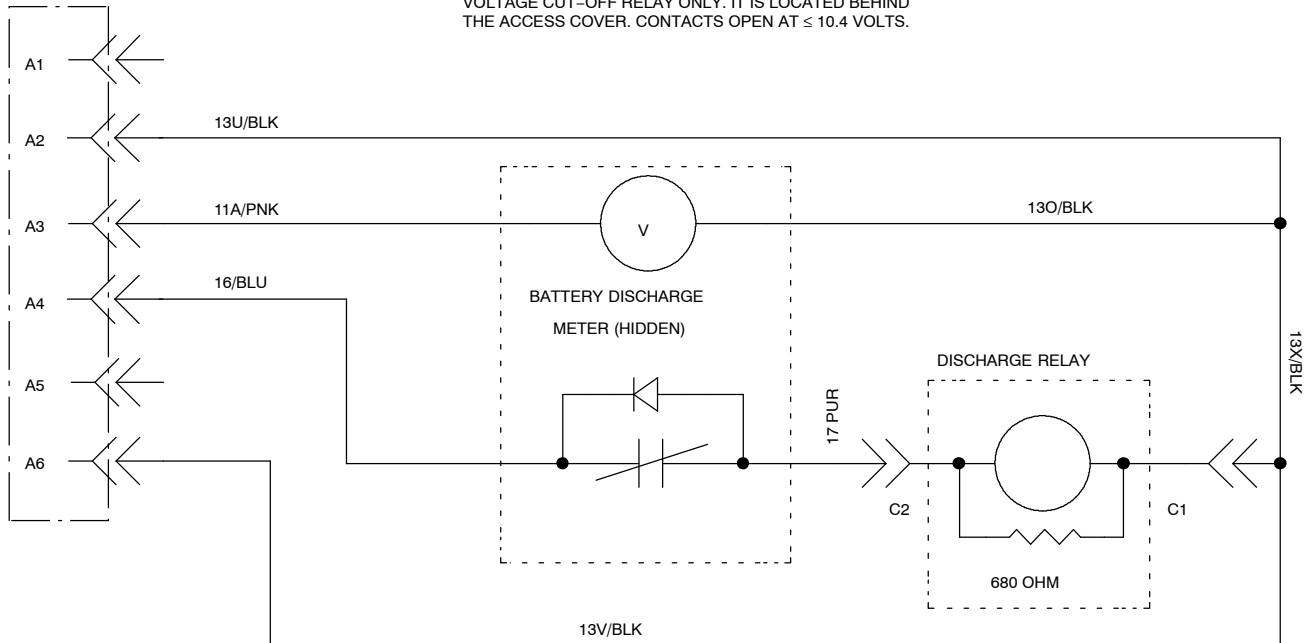 VOLTAGE CUT–OFF RELAY ONLY. IT IS LOCATED BEHIND
THE ACCESS COVER. CONTACTS OPEN AT ≤ 10.4 VOLTS.
A1
A2
13U/BLK
A3
11A/PNK
V
13O/BLK
A4
16/BLU
BATTERY DISCHARGE
METER (HIDDEN)
13X/BLK
A5
DISCHARGE RELAY
17 PUR
A6
C2
C1
680 OHM
13V/BLK